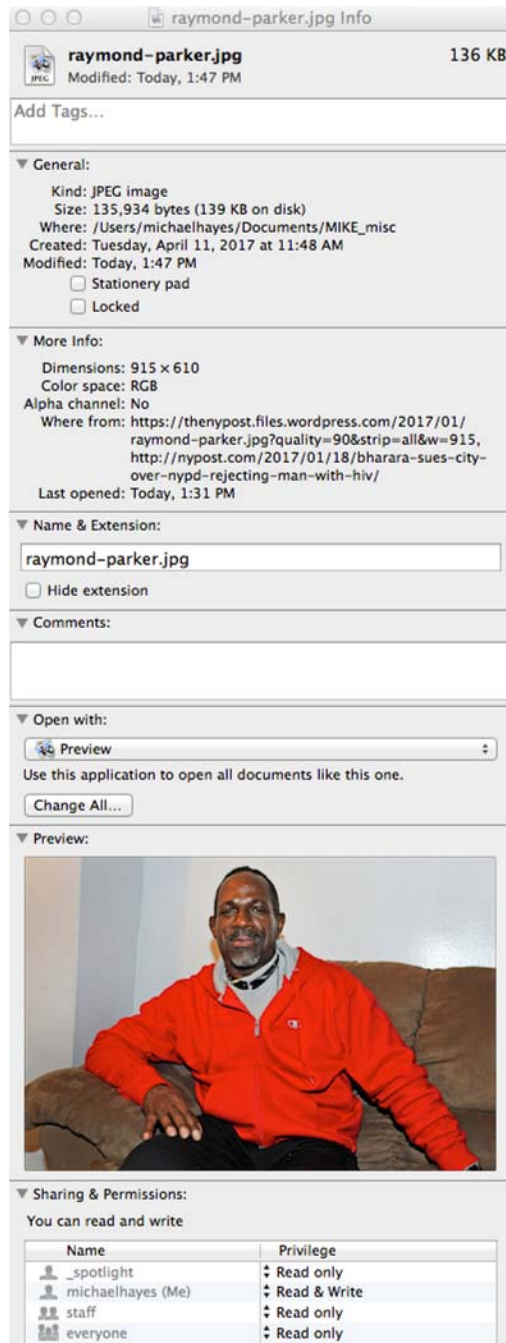 raymond-parker.jpg Info
raymond-parker.jpg
136 KB
Modified: Today, 1:47 PM
JPEG
Add Tags...
General:
Kind: JPEG image
Size: 135,934 bytes (139 KB on disk)
Where: /Users/michaelhayes/Documents/MIKE_misc
Created: Tuesday, April 11, 2017 at 11:48 AM
Modified: Today, 1:47 PM
Stationery pad
Locked
More Info:
Dimensions: 915 × 610
Color space: RGB
Alpha channel: No
Where from: https://thenypost.files.wordpress.com/2017/01/
raymond-parker.jpg?quality=90&strip=all&w=915,
http://nypost.com/2017/01/18/bharara-sues-city-
over-nypd-rejecting-man-with-hiv/
Last opened: Today, 1:31 PM
Name & Extension:
raymond-parker.jpg
Hide extension
Comments:
Open with:
Preview
Use this application to open all documents like this one.
Change All...
Preview:
Sharing & Permissions:
You can read and write
Name Privilege
_spotlight Read only
michaelhayes (Me) Read & Write
staff Read only
everyone Read only